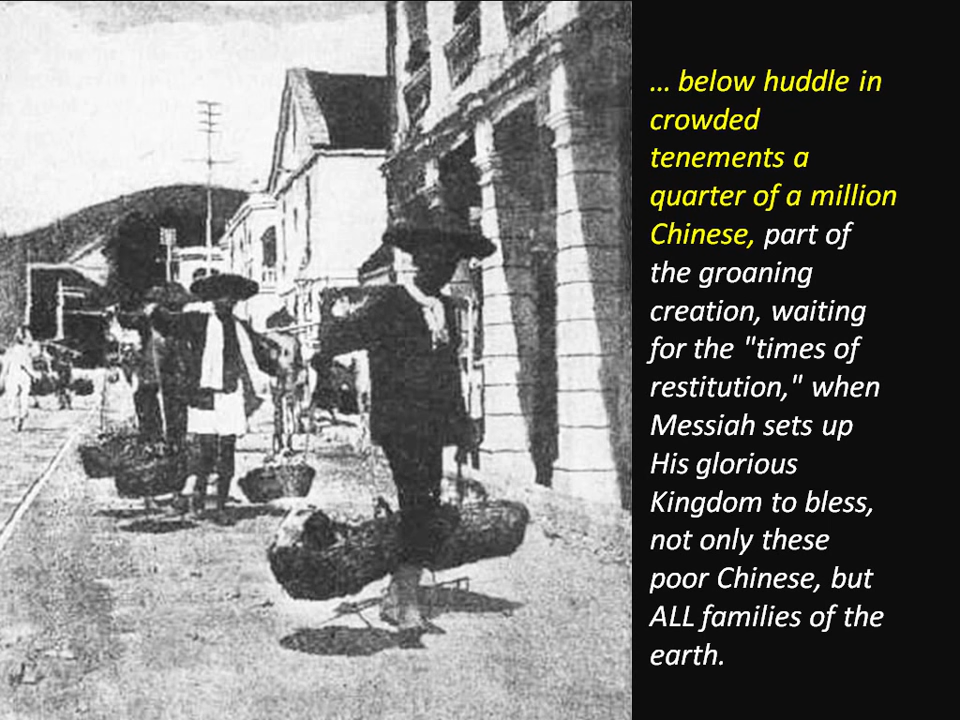 ... below huddle in
crowded
tenements a
quarter of a million
Chinese, part of
the groaning
creation, waiting
for the "times of
restitution," when
Messiah sets up
His glorious
Kingdom to bless,
not only these
poor Chinese, but
ALL families of the
earth.